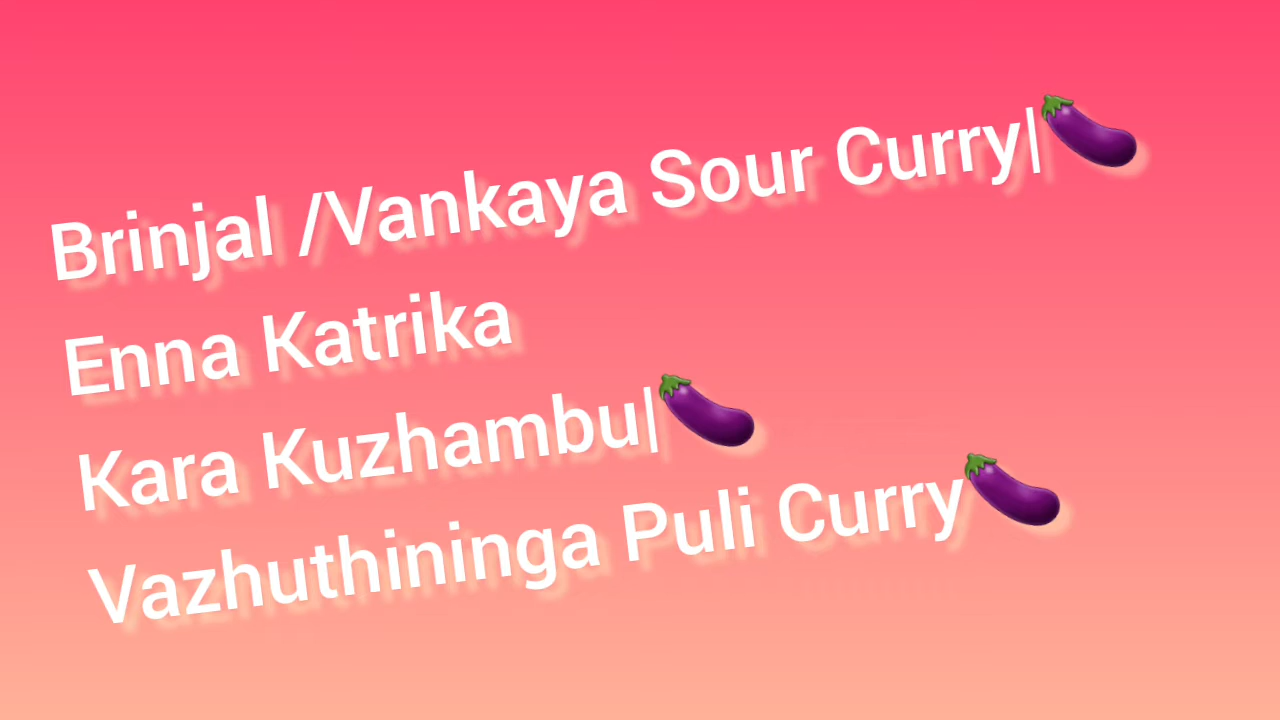 Brinjal /Vankaya Sour Curry|🍆
Enna Katrika
Kara Kuzhambu|🍆
Vazhuthininga Puli Curry🍆